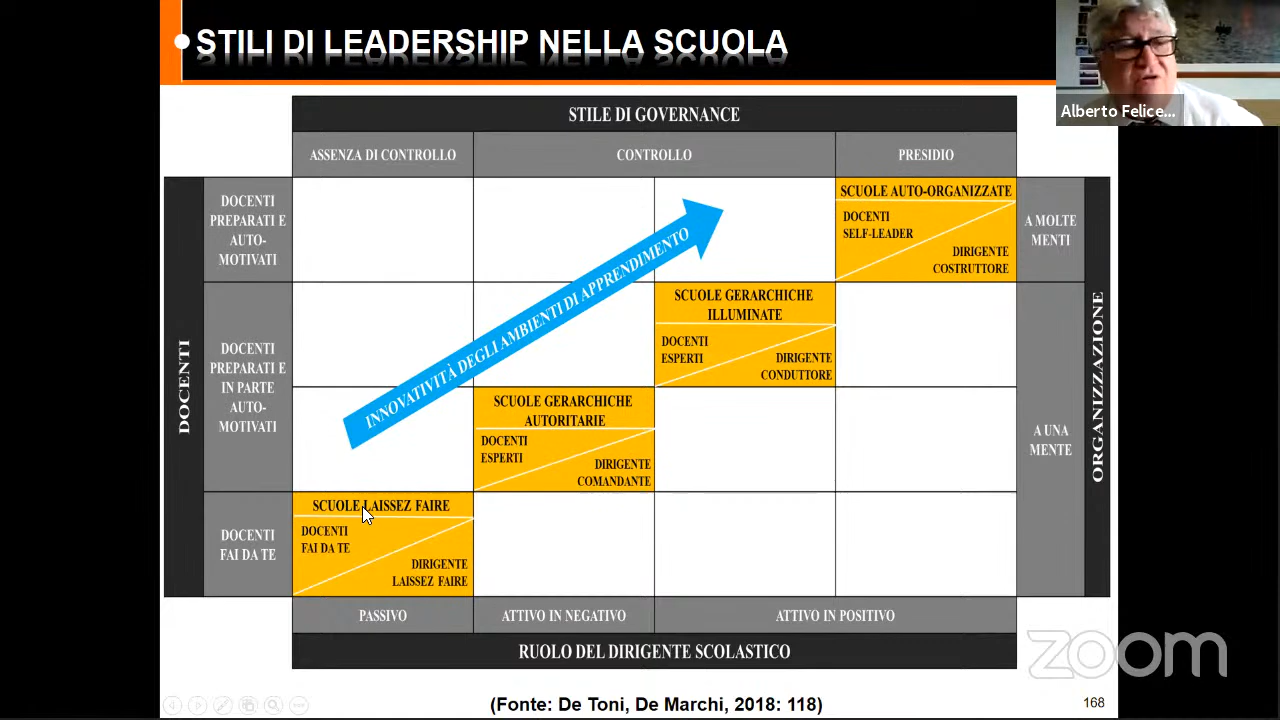 STILI DI LEADERSHIP NELLA SCUOLA
Alberto Felice...
STILE DI GOVERNANCE
ASSENZA DI CONTROLLO
CONTROLLO
PRESIDIO
DOCENTI
DOCENTI
PREPARATI E
AUTO-
MOTIVATI
SCUOLE AUTO-ORGANIZZATE
DOCENTI
SELF-LEADER
DIRIGENTE
COSTRUTTORE
A MOLTE
MENTI
ORGANIZZAZIONE
INNOVATIVITÀ DEGLI AMBIENTI DI APPRENDIMENTO
DOCENTI
PREPARATI E
IN PARTE
AUTO-
MOTIVATI
SCUOLE GERARCHICHE
ILLUMINATE
DOCENTI
ESPERTI
DIRIGENTE
CONDUTTORE
SCUOLE GERARCHICHE
AUTORITARIE
DOCENTI
ESPERTI
DIRIGENTE
COMANDANTE
A UNA
MENTE
DOCENTI
FAI DA TE
SCUOLE LAISSEZ FAIRE
DOCENTI
FAI DA TE
DIRIGENTE
LAISSEZ FAIRE
PASSIVO
ATTIVO IN NEGATIVO
ATTIVO IN POSITIVO
RUOLO DEL DIRIGENTE SCOLASTICO
zoom
(Fonte: De Toni, De Marchi, 2018: 118)
168